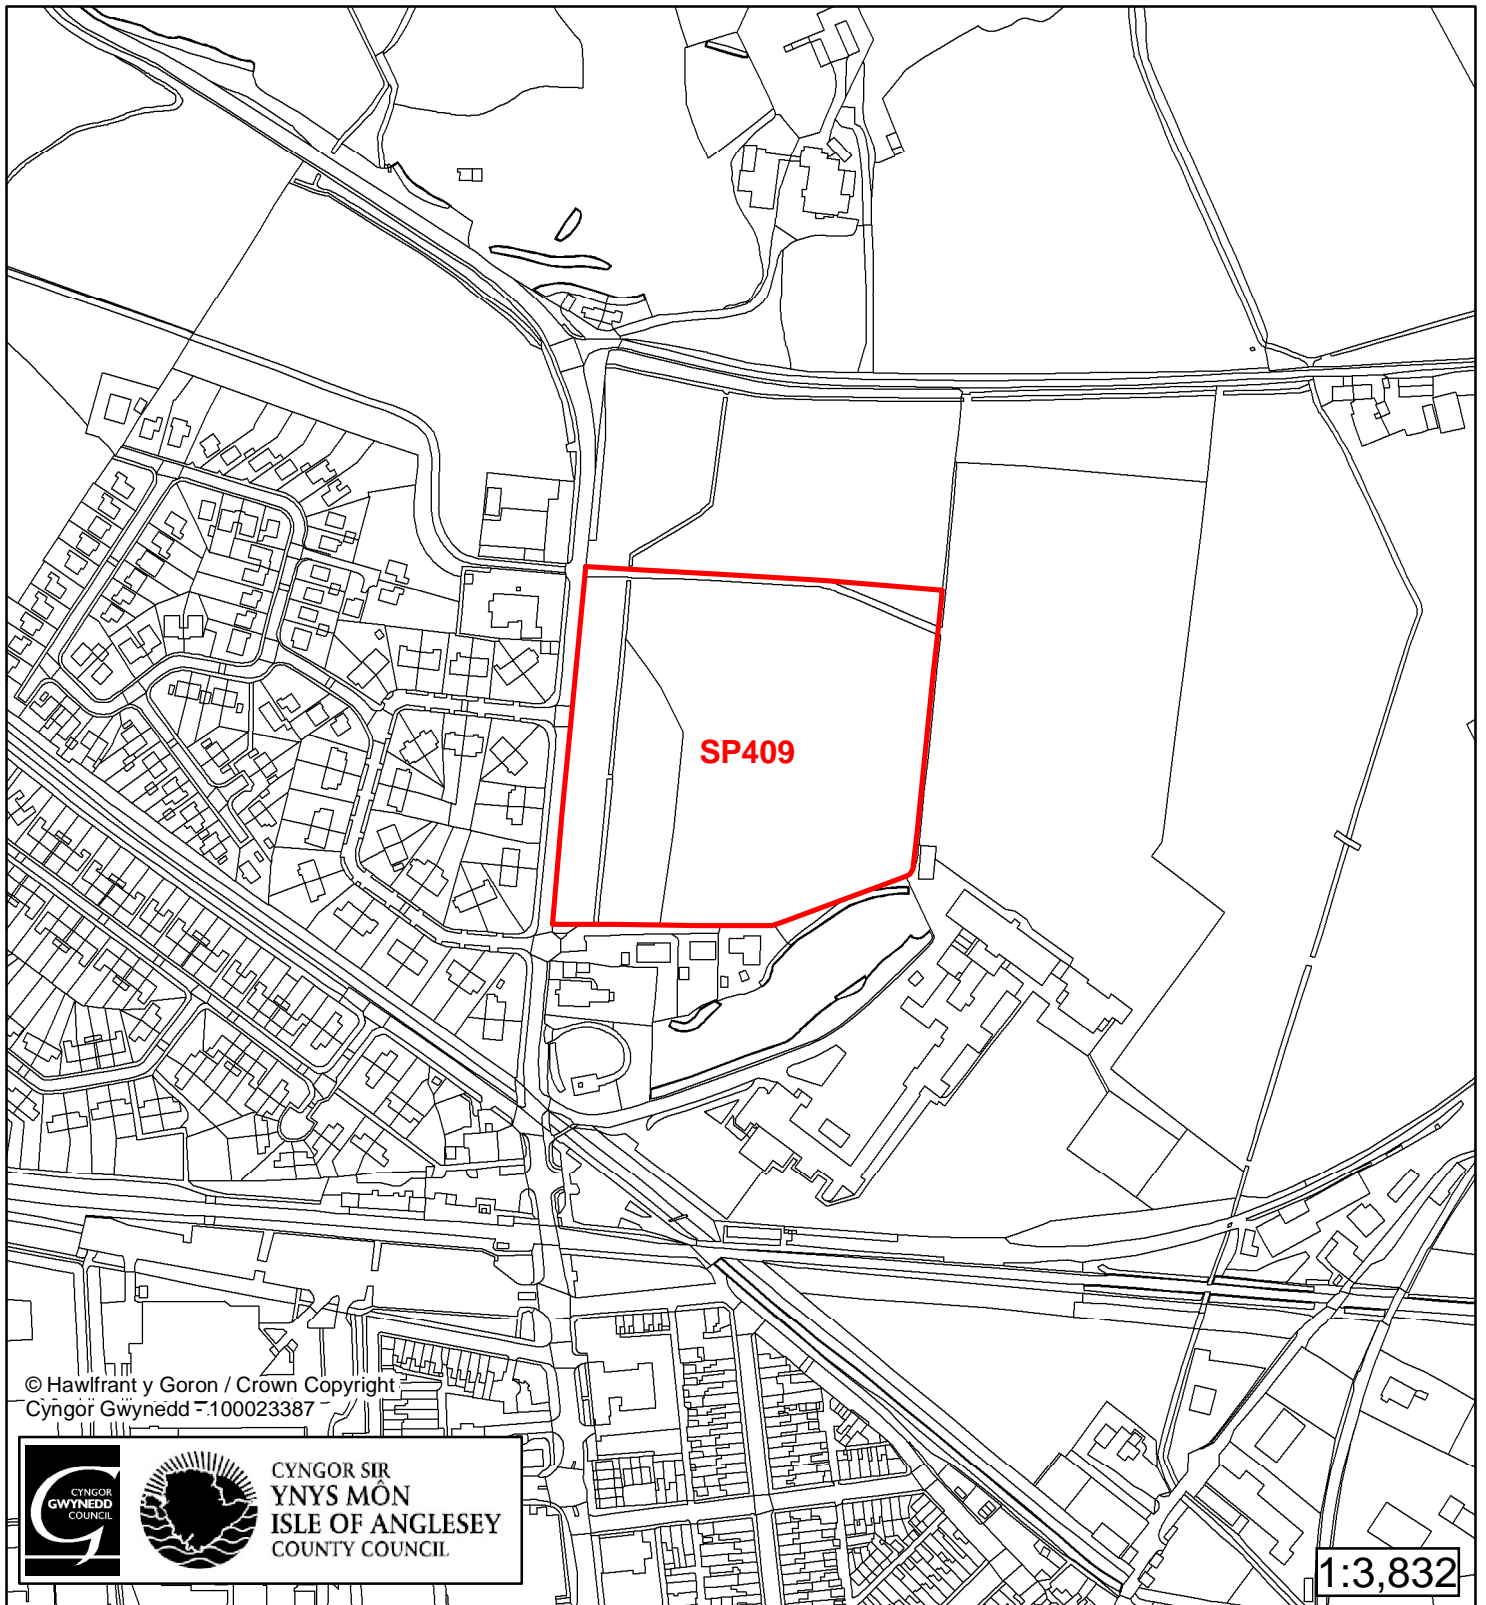 SP409
© Hawlfrant y Goron / Crown Copyright
Cyngor Gwynedd - 100023387
CYNGOR
GWYNEDD
COUNCIL
CYNGOR SIR
YNYS MÔN
ISLE OF ANGLESEY
COUNTY COUNCIL
1:3,832